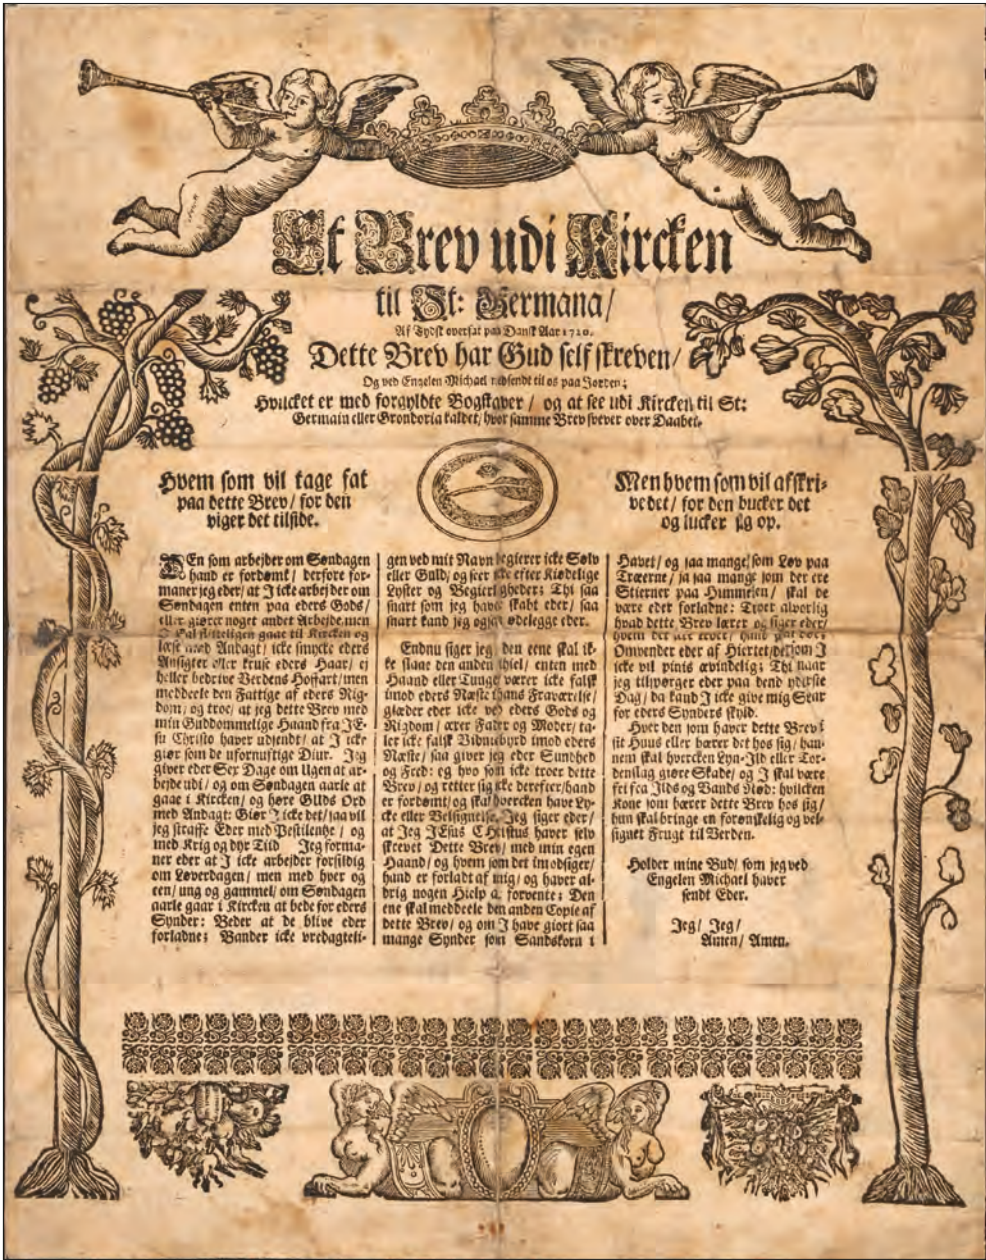 Et Brev udi Kircken
til St: Germana/
Af Tydsk oversat paa Dansk Aar 1720.
Dette Brev har Gud self skreven/
Og ved Engelen Michael nedsendt til os paa Jorden;
Hvilcket er med forgyldte Bogstaver/ og at see udi Kircken til St:
Germain eller Grondoria kaldet/ hvor samme Brev svever over Daabet.
Hvem som vil tage fat
paa dette Brev/ for den
viger det tilside.
Men hvem som vil afskri-
ve det/ for den bucker det
og lucker sig op.
DEn som arbejder om Søndagen
hand er fordømt/ derfore for-
maner jeg eder/ at I icke arbejder om
Søndagen enten paa eders Gods/
eller giører noget andet Arbejde, men
I skal fliteligen gaae til Kircken og
læse med Andagt/ icke smycke eders
Ansigter eller kruse eders Haar/ ej
heller bedrive Verdens Hoffart/ men
meddeele den Fattige af eders Rig-
dom; og troe/ at jeg dette Brev med
min Guddommelige Haand fra JE-
su Christo haver udsendt/ at I icke
giør som de ufornuftige Diur. Jeg
giver eder Sex Dage om Ugen at ar-
bejde udi/ og om Søndagen aarle at
gaae i Kircken/ og høre GUds Ord
med Andagt: Giør I icke det/ saa vil
jeg straffe Eder med Pestilentze/ og
med Krig og dyr Tiid Jeg forma-
ner eder at I icke arbejder forsildig
om Løverdagen/ men med hver og
een/ ung og gammel/ om Søndagen
aarle gaar i Kircken at bede for eders
Synder: Beder at de blive eder
forladne; Bander icke vredagteli-
gen ved mit Navn begierer icke Sølv
eller Guld/ og seer icke efter Kiødelige
Lyster og Begierligheder; Thi saa
snart som jeg haver skabt eder/ saa
snart kand jeg ogsaa ødelegge eder.
Endnu siger jeg den eene skal ik-
ke slaae den anden ihiel/ enten med
Haand eller Tunge værer icke falsk
imod eders Næste i hans Fraværelse/
glæder eder icke ved eders Gods og
Rigdom/ ærer Fader og Moder/ ta-
ler icke falsk Vidnebyrd imod eders
Næste/ saa giver jeg eder Sundhed
og Fred: og hvo som icke troer dette
Brev/ og retter sig icke derefter/ hand
er fordømt/ og skal hvercken have Ly-
cke eller Velsignelse. Jeg siger eder/
at Jeg JEsus CHristus haver selv
skrevet Dette Brev/ med min egen
Haand/ og hvem som det imodsiger/
hand er forladt af mig/ og haver al-
drig nogen Hielp a. forvente; Den
ene skal meddeele den anden Copie af
dette Brev/ og om I have giort saa
mange Synder som Sandskorn i
Havet/ og saa mange som Løv paa
Træerne/ ja saa mange som der ere
Stierner paa Himmelen/ skal de
være eder forladne: Troer alvorlig
hvad dette Brev lærer og siger eder/
hvem det icke troer/ hand skal døe;
Omvender eder af Hiertet/ dersom I
icke vil pinis ævindelig; Thi naar
jeg tilspørger eder paa hend yderste
Dag/ da kand I icke give mig Svar
for eders Synders skyld.
Hver den som haver dette Brev i
sit Huus eller bærer det hos sig/ han-
nem skal hvercken Lyn-Ild eller Tor-
denslag giøre Skade/ og I skal være
fri fra Ilds og Vands Nød: hvilcken
Kone som bærer dette Brev hos sig/
hun skal bringe en forønskelig og vel-
signet Frugt til Verden.
Holder mine Bud/ som jeg ved
Engelen Michael haver
sendt Eder.
Jeg/ Jeg/
Amen/ Amen.